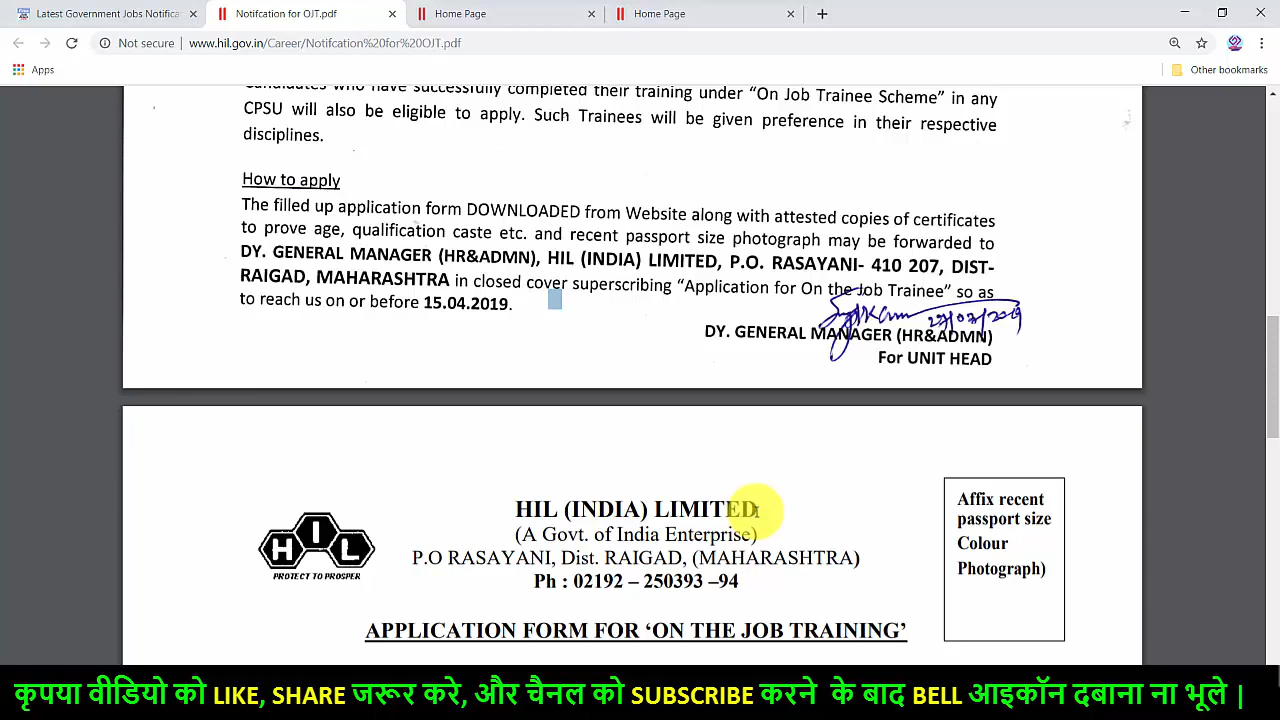 Latest Government Jobs Notifica
Notifcation for OJT.pdf
Home Page
Home Page
Not secure
www.hil.gov.in/Career/Notifcation%20for%20OJT.pdf
Apps
Other bookmarks
Candidates who have successfully completed their training under "On Job Trainee Scheme" in any
CPSU will also be eligible to apply. Such Trainees will be given preference in their respective
disciplines.
How to apply
The filled up application form DOWNLOADED from Website along with attested copies of certificates
to prove age, qualification caste etc. and recent passport size photograph may be forwarded to
DY. GENERAL MANAGER (HR&ADMN), HIL (INDIA) LIMITED, P.O. RASAYANI- 410 207, DIST-
RAIGAD, MAHARASHTRA in closed cover superscribing "Application for On the Job Trainee" so as
to reach us on or before 15.04.2019.
DY. GENERAL MANAGER (HR&ADMN)
For UNIT HEAD
HIL (INDIA) LIMITED
(A Govt. of India Enterprise)
P.O RASAYANI, Dist. RAIGAD, (MAHARASHTRA)
Ph : 02192 – 250393 –94
HIL
PROTECT TO PROSPER
Affix recent
passport size
Colour
Photograph)
APPLICATION FORM FOR 'ON THE JOB TRAINING'
कृपया वीडियो को LIKE, SHARE जरूर करे, और चैनल को SUBSCRIBE करने के बाद BELL आइकॉन दबाना ना भूले |